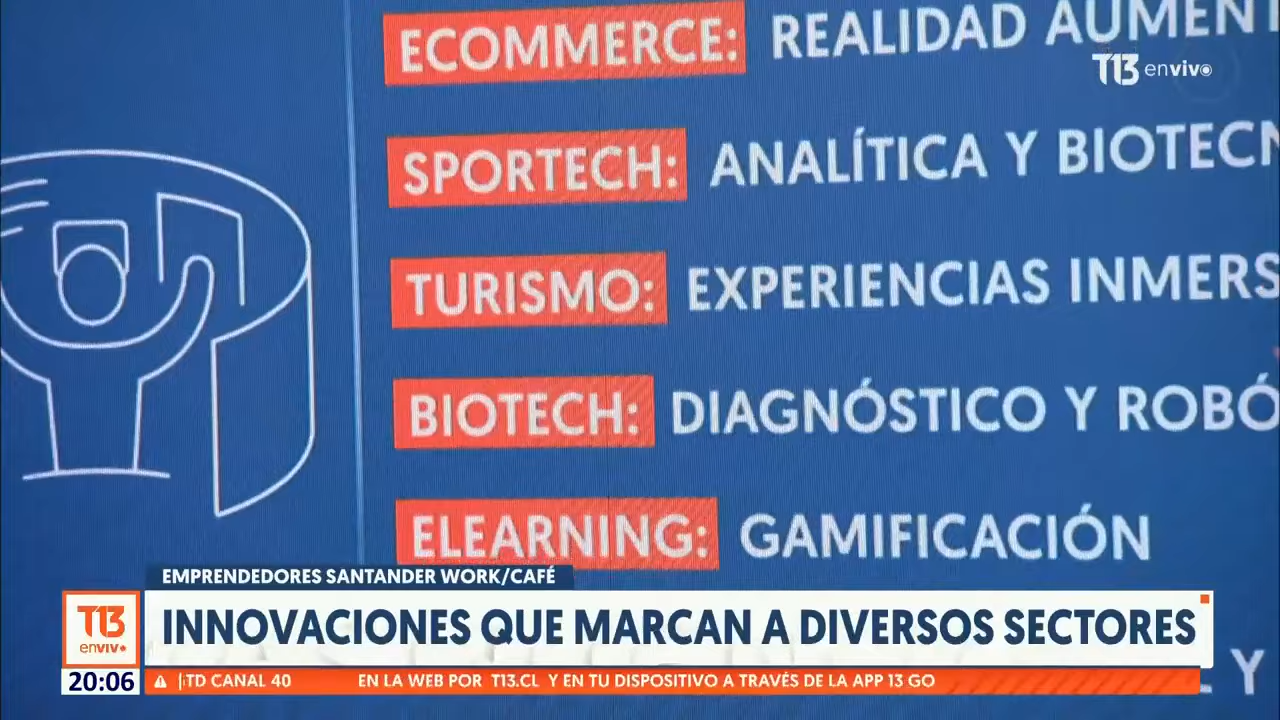 ECOMMERCE: REALIDAD AUMENT
T13 envivo
SPORTECH: ANALÍTICA Y BIOTECN
TURISMO: EXPERIENCIAS INMERS
BIOTECH: DIAGNÓSTICO Y ROBÓ
ELEARNING: GAMIFICACIÓN
EMPRENDEDORES SANTANDER WORK/CAFÉ
T13 envivo
INNOVACIONES QUE MARCAN A DIVERSOS SECTORES
Y
20:06 TD CANAL 40 EN LA WEB POR T13.CL Y EN TU DISPOSITIVO A TRAVÉS DE LA APP 13 GO